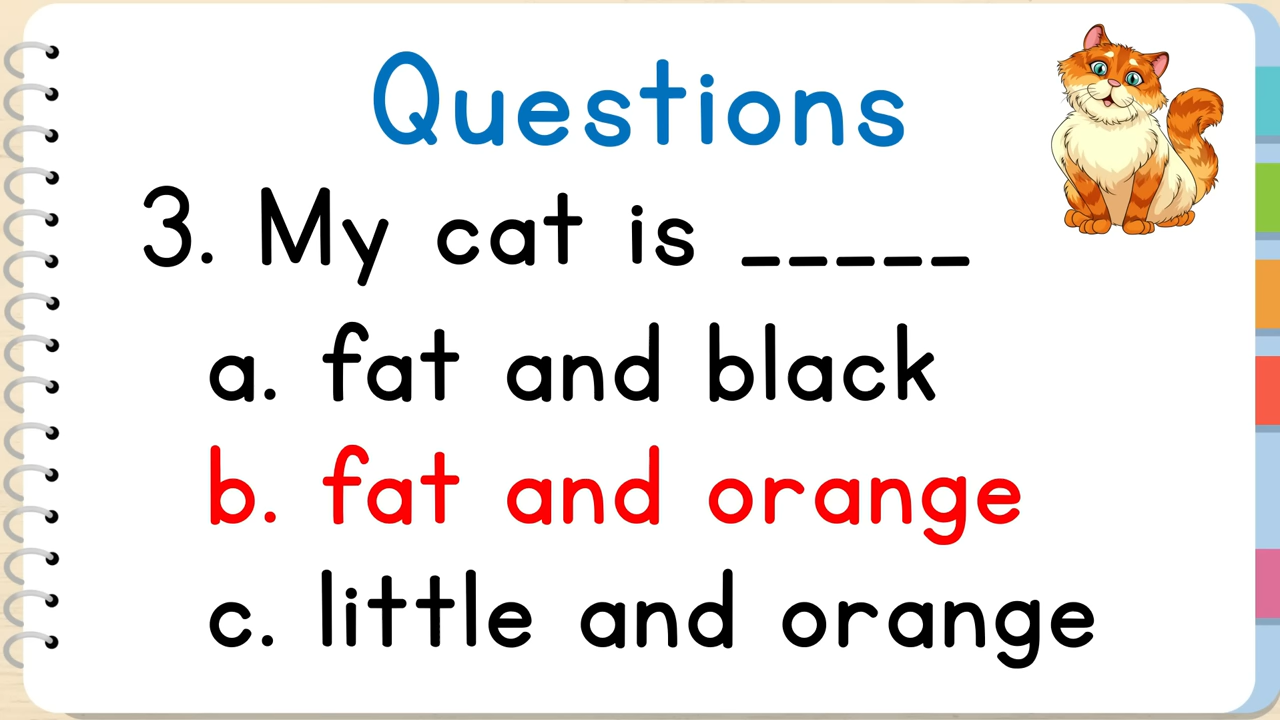 Questions
3. My cat is _____
a. fat and black
b. fat and orange
c. little and orange